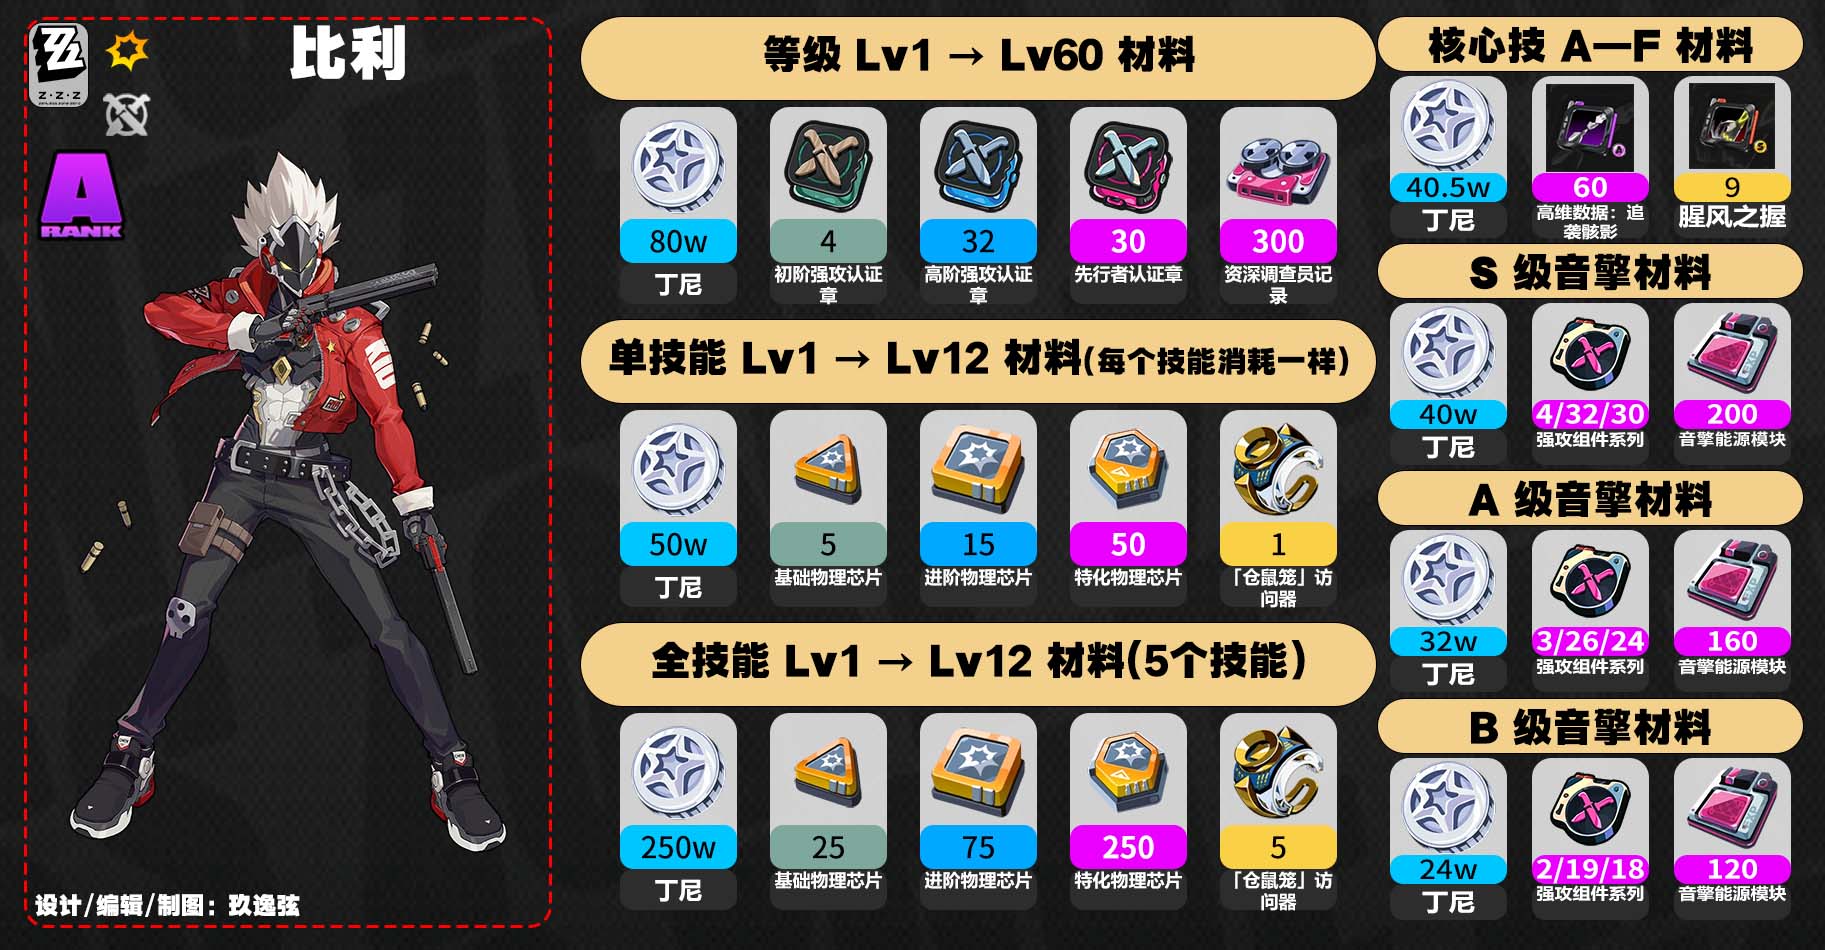 Z·Z·Z
比利
A
RANK
KU
设计/编辑/制图：玖逸弦
等级 Lv1 → Lv60 材料
80w
4
32
30
300
丁尼
初阶强攻认证
章
高阶强攻认证
章
先行者认证章
资深调查员记
录
单技能 Lv1 → Lv12 材料(每个技能消耗一样)
50w
5
15
50
1
丁尼
基础物理芯片
进阶物理芯片
特化物理芯片
「仓鼠笼」访
问器
全技能 Lv1 → Lv12 材料(5个技能)
250w
25
75
250
5
丁尼
基础物理芯片
进阶物理芯片
特化物理芯片
「仓鼠笼」访
问器
核心技 A—F 材料
A
S
40.5w
60
9
丁尼
高维数据：追
袭骸影
腥风之握
S 级音擎材料
40w
4/32/30
200
丁尼
强攻组件系列
音擎能源模块
A 级音擎材料
32w
3/26/24
160
丁尼
强攻组件系列
音擎能源模块
B 级音擎材料
24w
2/19/18
120
丁尼
强攻组件系列
音擎能源模块